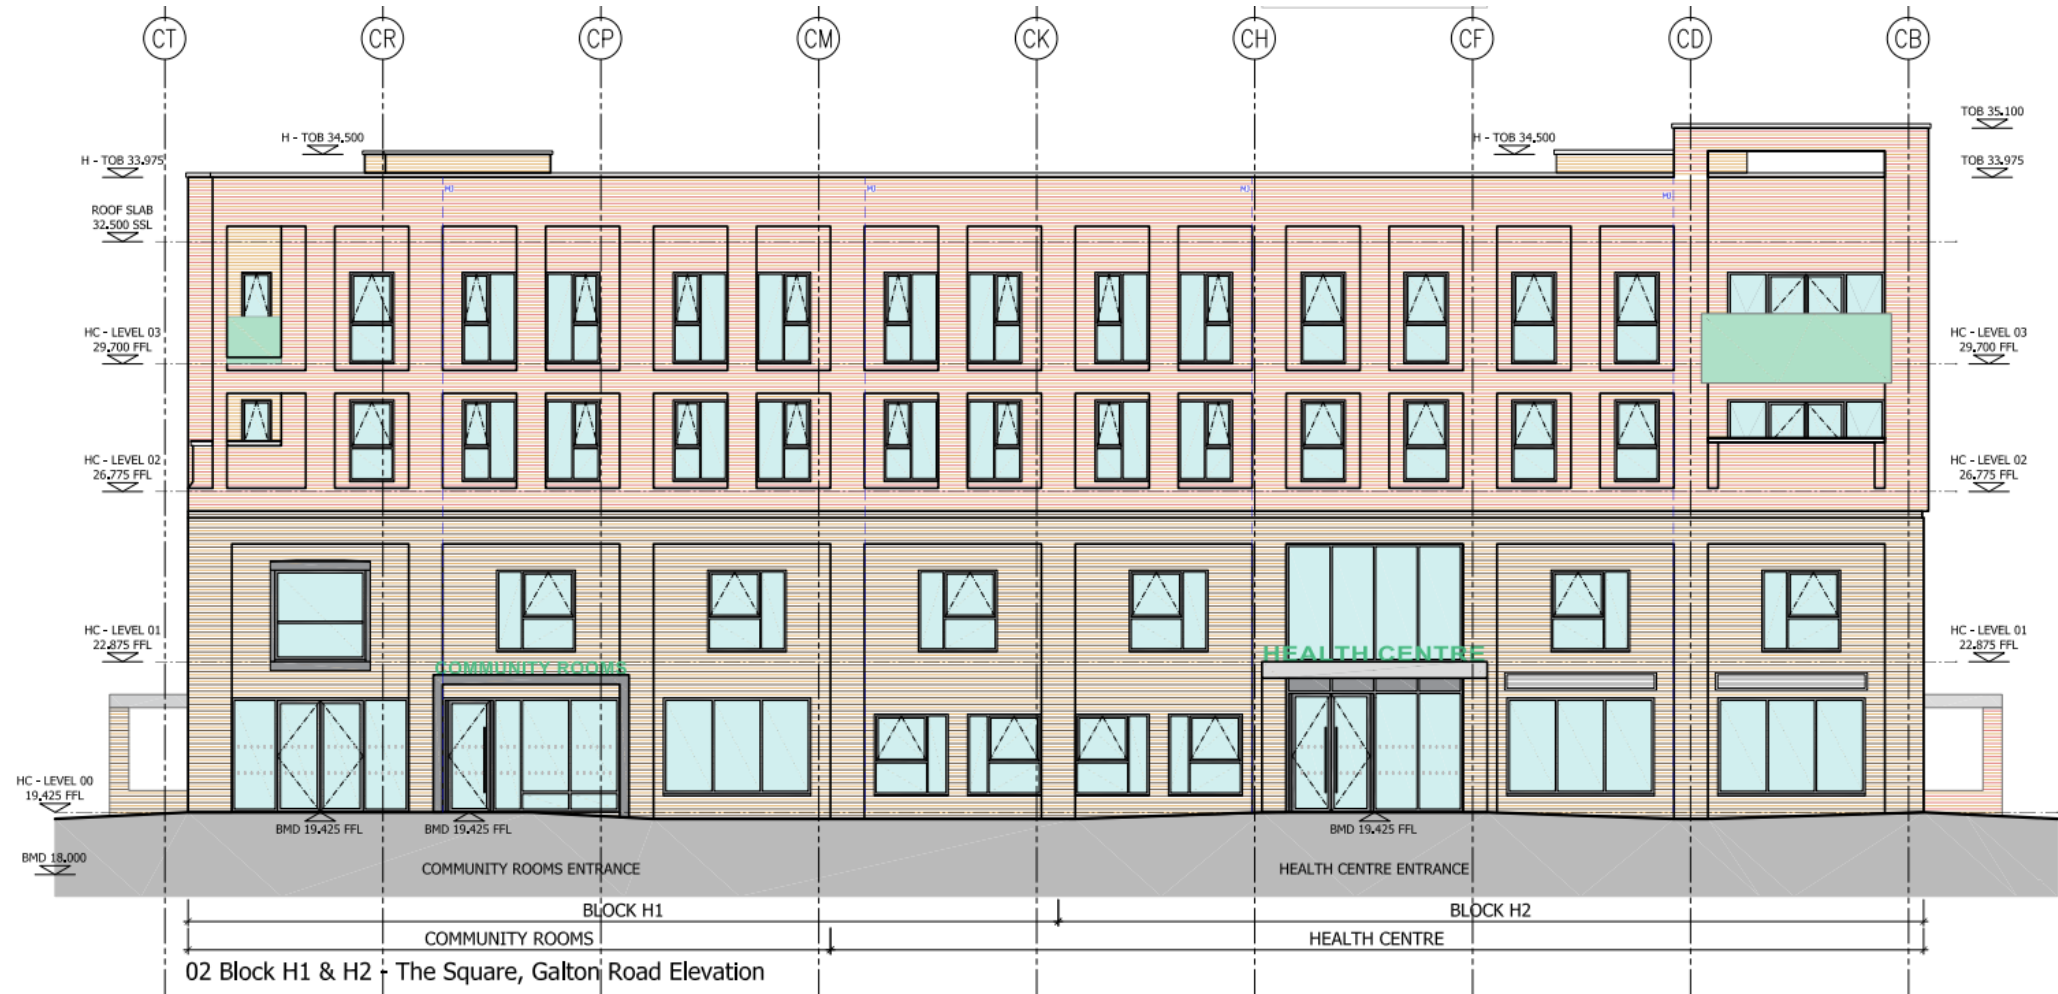 CT CR CP CM CK CH CF CD CB
TOB 35.100
H - TOB 34.500
H - TOB 34.500
H - TOB 33.975
TOB 33.975
HJ HJ HJ HJ
ROOF SLAB
32.500 SSL
HC - LEVEL 03
29.700 FFL
HC - LEVEL 03
29.700 FFL
HC - LEVEL 02
26.775 FFL
HC - LEVEL 02
26.775 FFL
HC - LEVEL 01
22.875 FFL
HC - LEVEL 01
22.875 FFL
COMMUNITY ROOMS
HEALTH CENTRE
HC - LEVEL 00
19.425 FFL
BMD 19.425 FFL
BMD 19.425 FFL
BMD 19.425 FFL
BMD 18.000
COMMUNITY ROOMS ENTRANCE
HEALTH CENTRE ENTRANCE
BLOCK H1
BLOCK H2
COMMUNITY ROOMS
HEALTH CENTRE
02 Block H1 & H2 - The Square, Galton Road Elevation